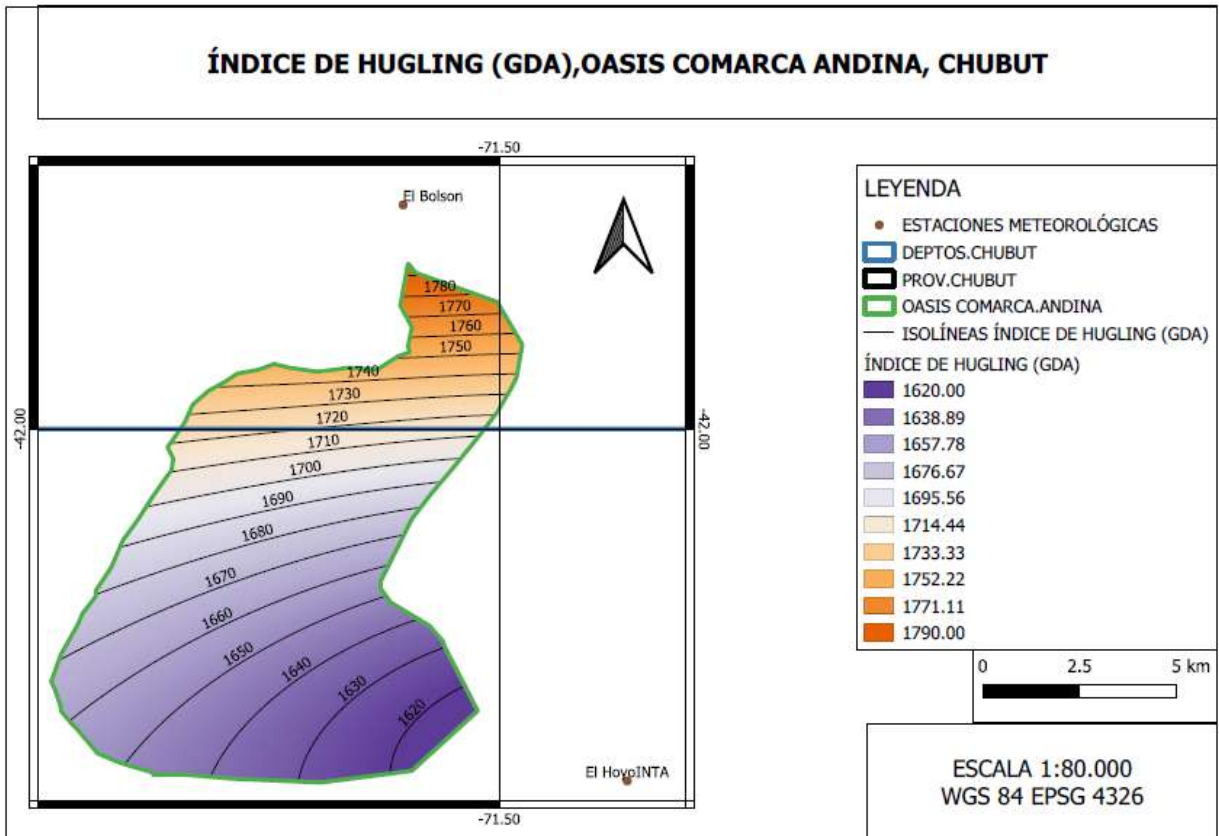 ÍNDICE DE HUGLING (GDA),OASIS COMARCA ANDINA, CHUBUT
-71.50
El Bolson
1780
1770
1760
1750
1740
1730
1720
-42.00
-42.00
1710
1700
1690
1680
1670
1660
1650
1640
1630
1620
El HoyoINTA
-71.50
LEYENDA
ESTACIONES METEOROLÓGICAS
DEPTOS.CHUBUT
PROV.CHUBUT
OASIS COMARCA.ANDINA
ISOLÍNEAS ÍNDICE DE HUGLING (GDA)
ÍNDICE DE HUGLING (GDA)
1620.00
1638.89
1657.78
1676.67
1695.56
1714.44
1733.33
1752.22
1771.11
1790.00
0 2.5 5 km
ESCALA 1:80.000
WGS 84 EPSG 4326